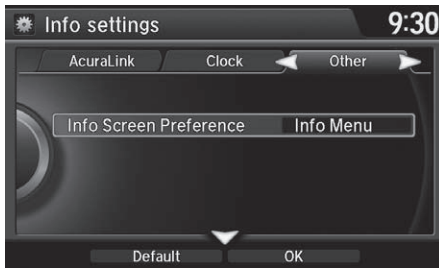 Info settings 9:30
AcuraLink Clock Other
Info Screen Preference Info Menu
Default OK